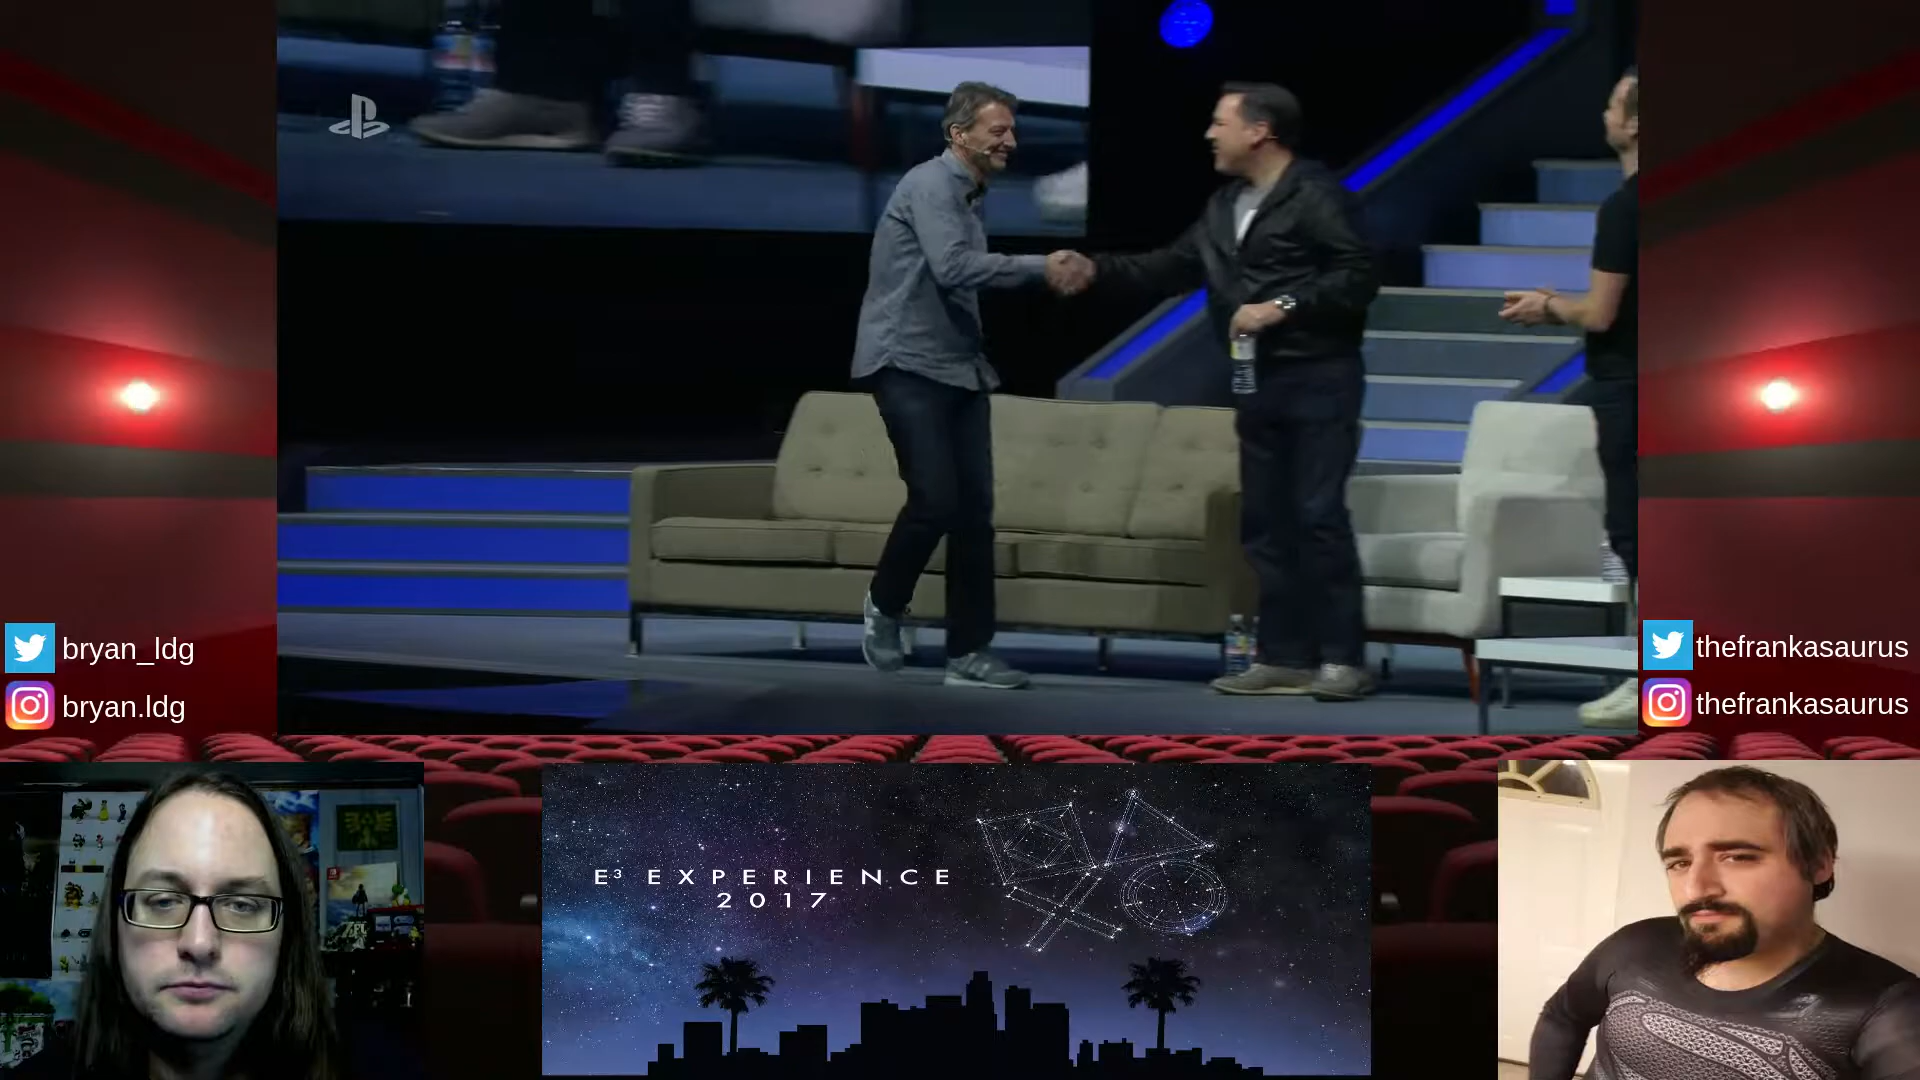 bryan_ldg
bryan.ldg
thefrankasaurus
thefrankasaurus
E³ EXPERIENCE
2017